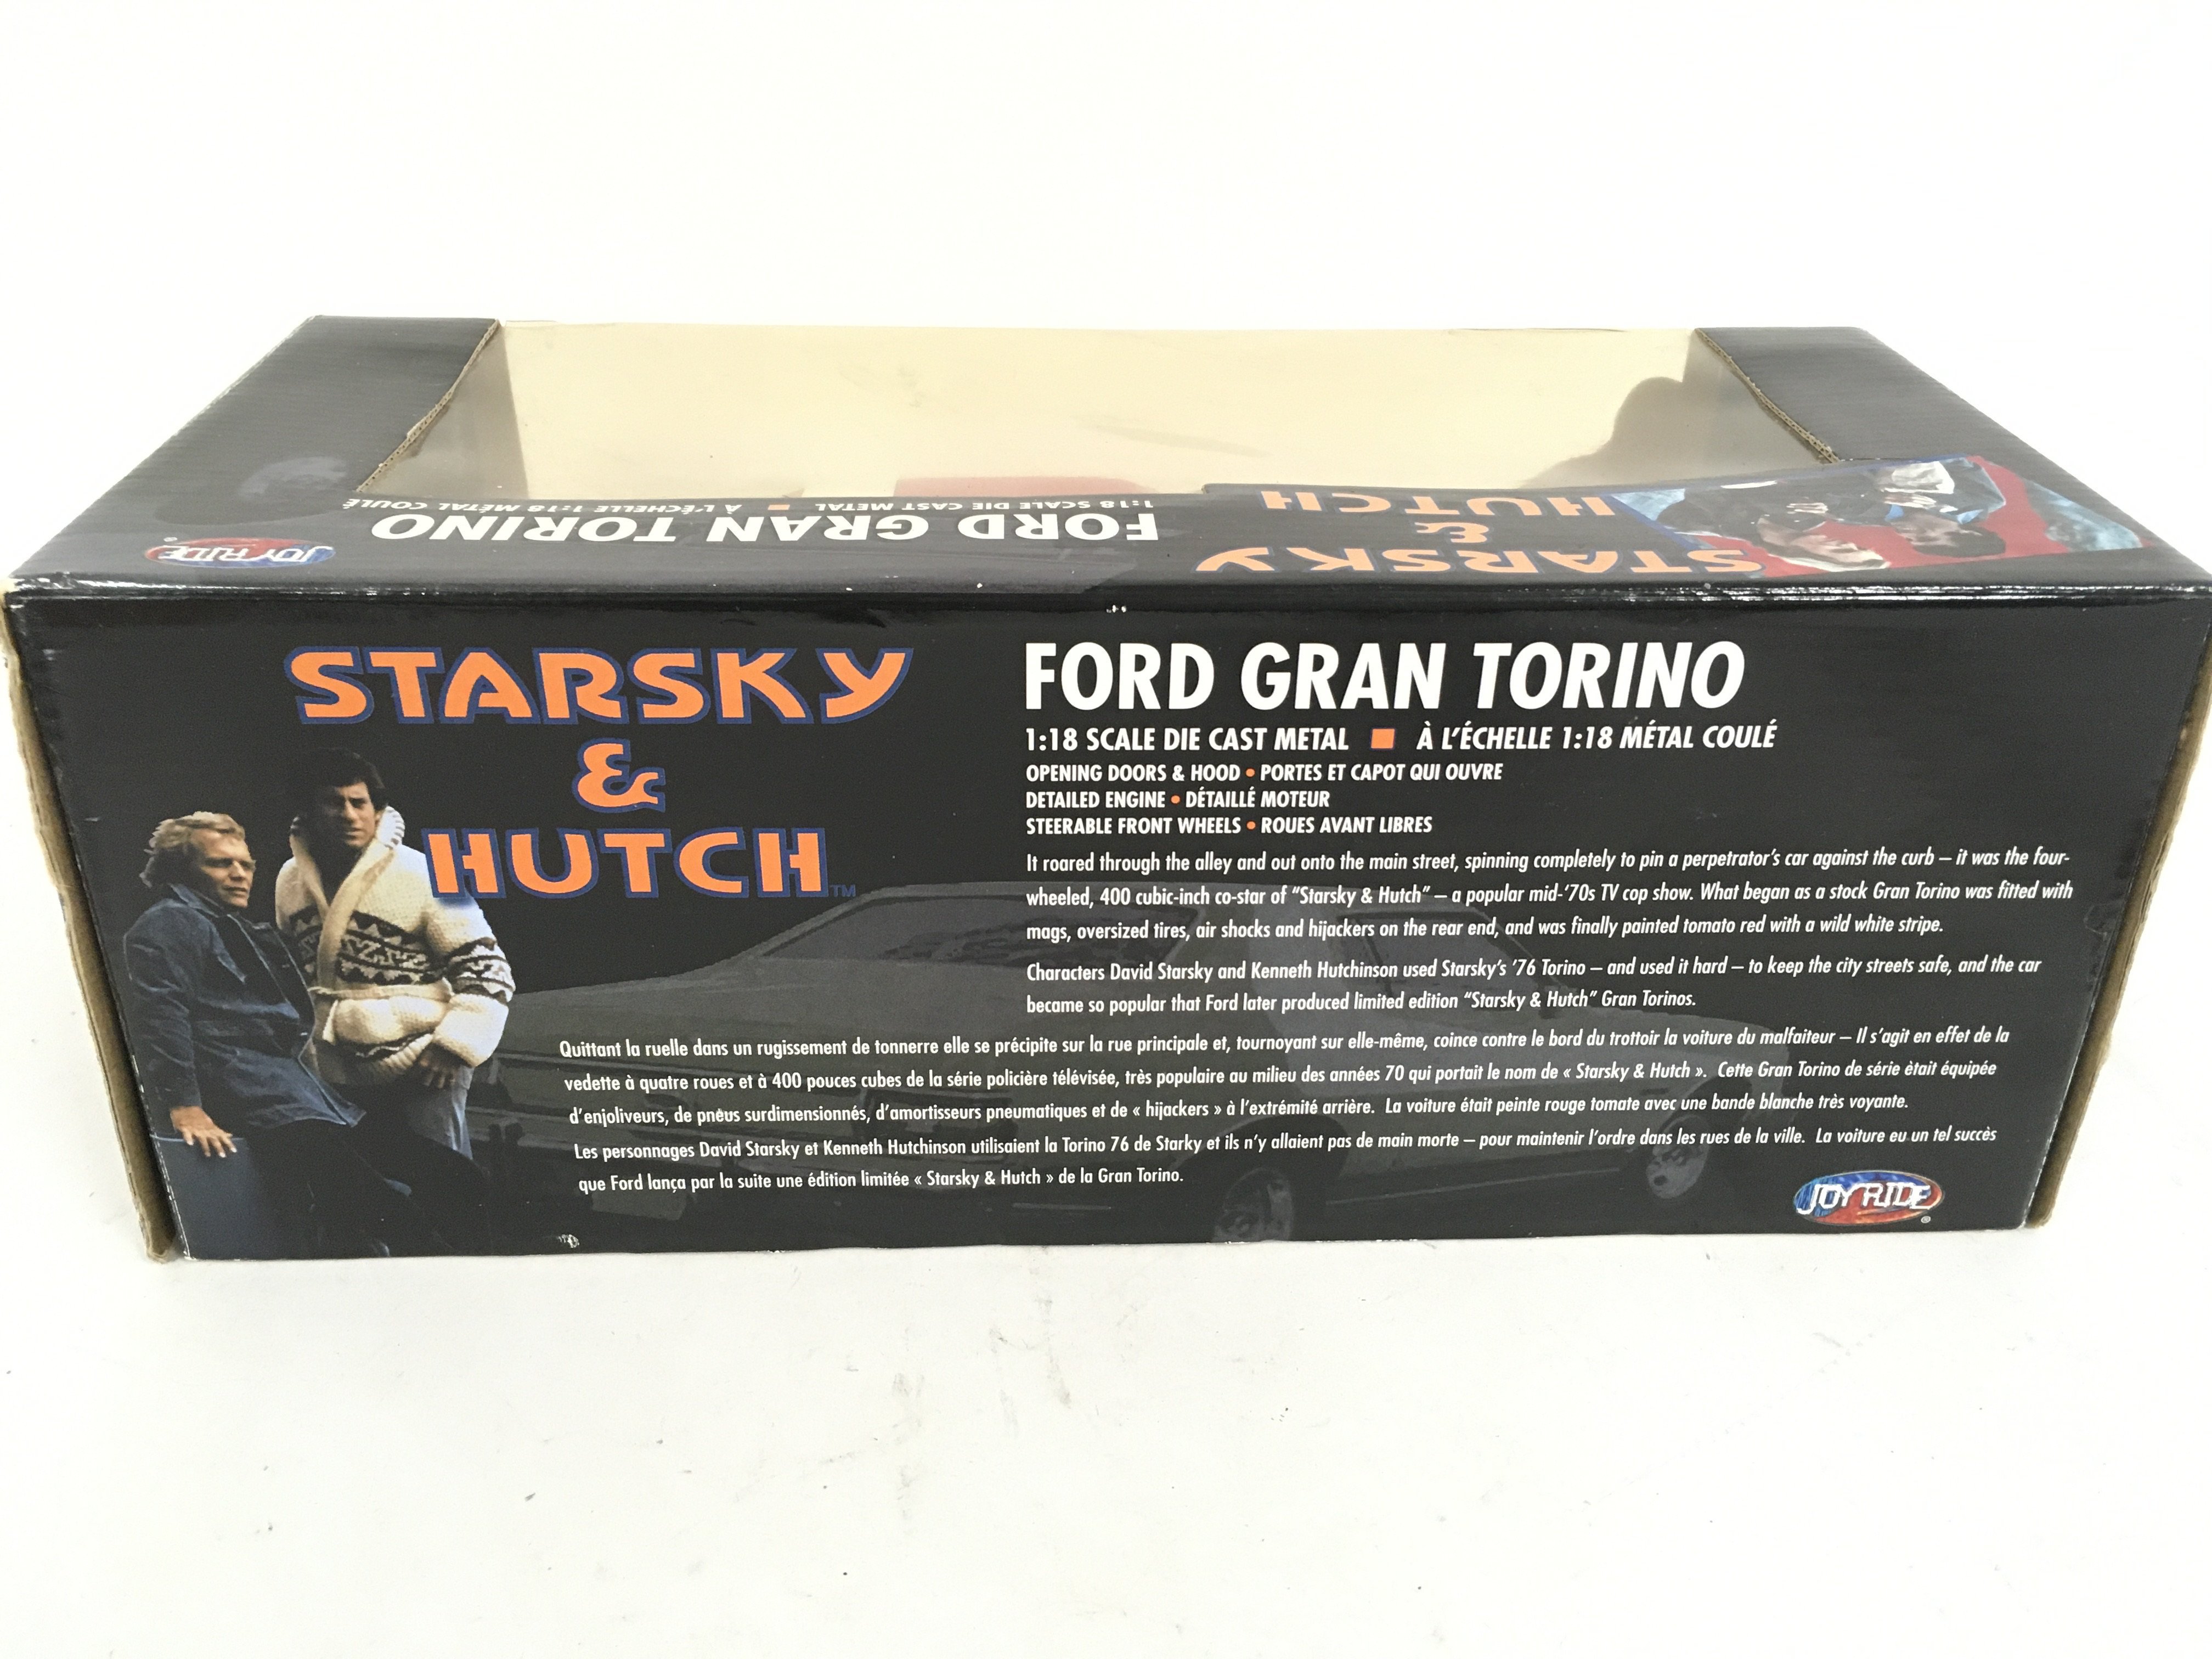 1:18 SCALE DIE CAST METAL ■ À L'ÉCHELLE 1:18 MÉTAL COULÉ
FORD GRAN TORINO
JOYRIDE ®
STARSKY
&
HUTCH
STARSKY
&
HUTCH™
FORD GRAN TORINO
1:18 SCALE DIE CAST METAL ■ À L'ÉCHELLE 1:18 MÉTAL COULÉ
OPENING DOORS & HOOD • PORTES ET CAPOT QUI OUVRE
DETAILED ENGINE • DÉTAILLÉ MOTEUR
STEERABLE FRONT WHEELS • ROUES AVANT LIBRES
It roared through the alley and out onto the main street, spinning completely to pin a perpetrator's car against the curb – it was the four-
wheeled, 400 cubic-inch co-star of "Starsky & Hutch" – a popular mid-'70s TV cop show. What began as a stock Gran Torino was fitted with
mags, oversized tires, air shocks and hijackers on the rear end, and was finally painted tomato red with a wild white stripe.
Characters David Starsky and Kenneth Hutchinson used Starsky's '76 Torino – and used it hard – to keep the city streets safe, and the car
became so popular that Ford later produced limited edition "Starsky & Hutch" Gran Torinos.
Quittant la ruelle dans un rugissement de tonnerre elle se précipite sur la rue principale et, tournoyant sur elle-même, coince contre le bord du trottoir la voiture du malfaiteur – Il s'agit en effet de la
vedette à quatre roues et à 400 pouces cubes de la série policière télévisée, très populaire au milieu des années 70 qui portait le nom de « Starsky & Hutch ». Cette Gran Torino de série ètait équipée
d'enjoliveurs, de pneus surdimensionnés, d'amortisseurs pneumatiques et de « hijackers » à l'extrémité arrière. La voiture était peinte rouge tomate avec une bande blanche très voyante.
Les personnages David Starsky et Kenneth Hutchinson utilisaient la Torino 76 de Starky et ils n'y allaient pas de main morte – pour maintenir l'ordre dans les rues de la ville. La voiture eu un tel succès
que Ford lança par la suite une édition limitée « Starsky & Hutch » de la Gran Torino.
JOYRIDE ®